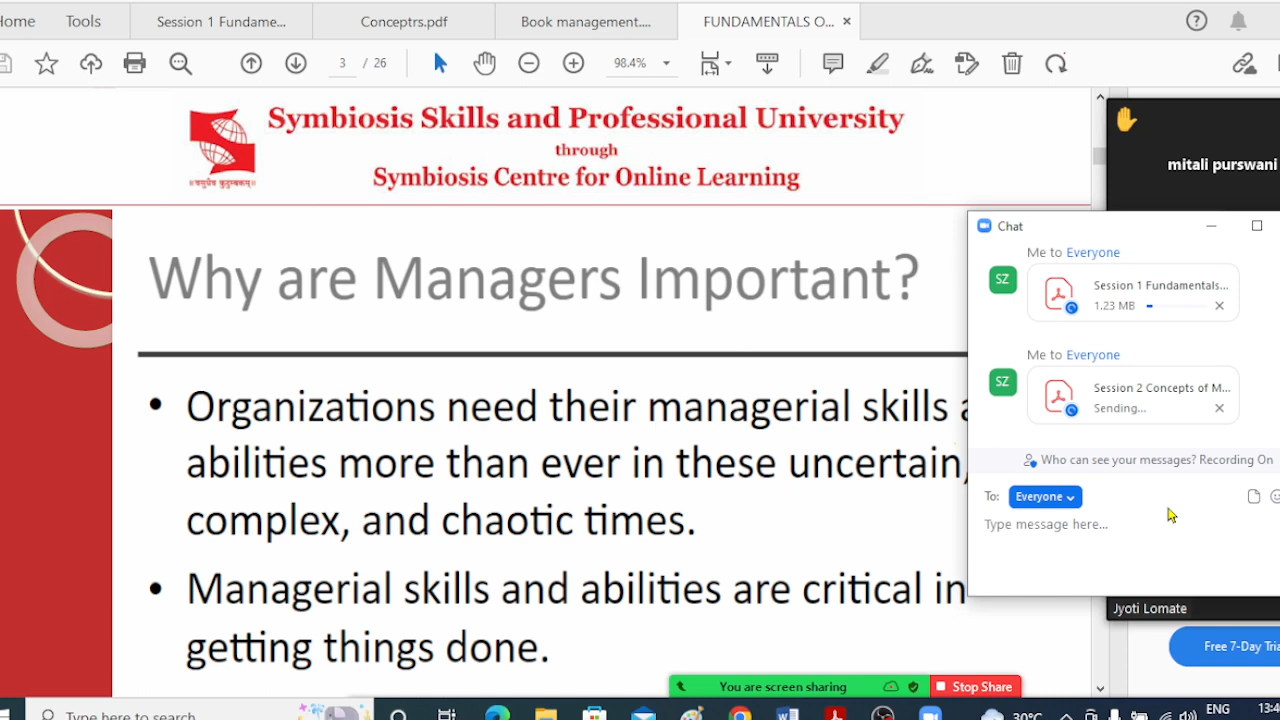 Home Tools Session 1 Fundame... Conceptrs.pdf Book management.... FUNDAMENTALS O... ×
3 / 26 98.4%
Symbiosis Skills and Professional University
through
Symbiosis Centre for Online Learning
mitali purswani
Why are Managers Important?
• Organizations need their managerial skills a
abilities more than ever in these uncertain,
complex, and chaotic times.
• Managerial skills and abilities are critical in
getting things done.
Chat
Me to Everyone
SZ
Session 1 Fundamentals...
1.23 MB
Me to Everyone
SZ
Session 2 Concepts of M...
Sending...
Who can see your messages? Recording On
To: Everyone
Type message here...
Jyoti Lomate
Free 7-Day Tria
You are screen sharing Stop Share
Type here to search
30°C ENG 13:4